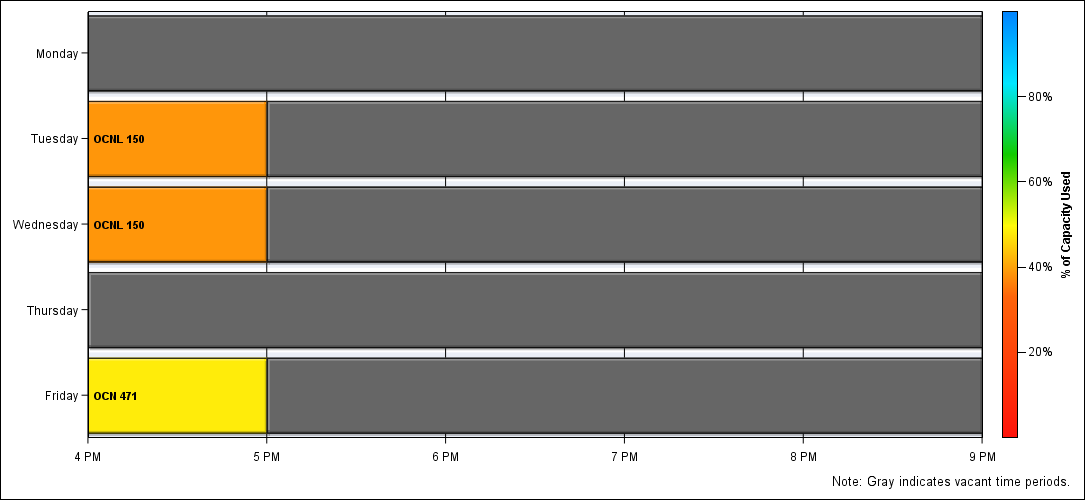 Monday
Tuesday
OCNL 150
Wednesday
OCNL 150
Thursday
Friday
OCN 471
4 PM
5 PM
6 PM
7 PM
8 PM
9 PM
80%
60%
40%
20%
% of Capacity Used
Note: Gray indicates vacant time periods.